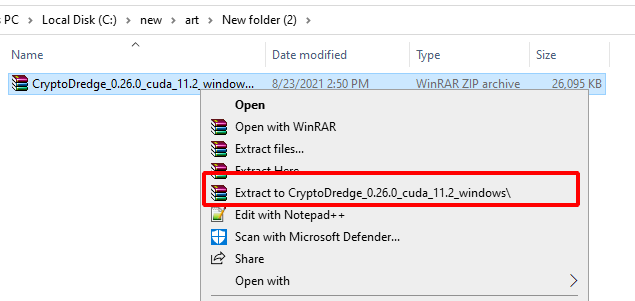 s PC > Local Disk (C:) > new > art > New folder (2)
Name Date modified Type Size
CryptoDredge_0.26.0_cuda_11.2_window... 8/23/2021 2:50 PM WinRAR ZIP archive 26,095 KB
Open
Open with WinRAR
Extract files...
Extract Here
Extract to CryptoDredge_0.26.0_cuda_11.2_windows\
Edit with Notepad++
Scan with Microsoft Defender...
Share
Open with